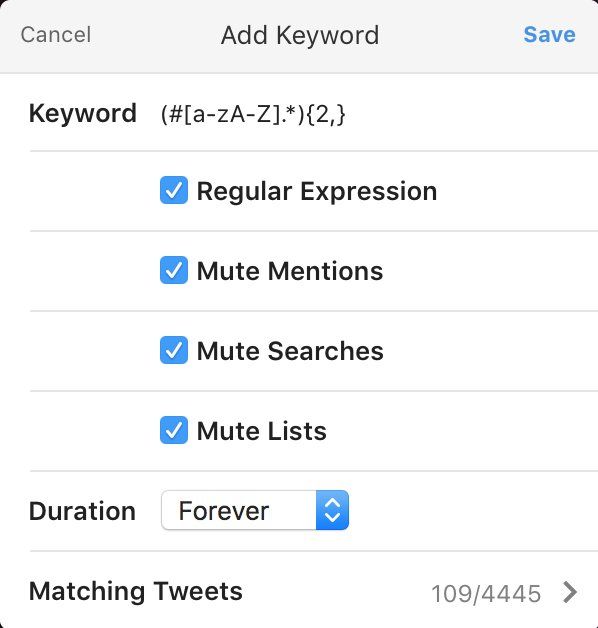 Cancel Add Keyword Save
Keyword (#[a-zA-Z].*){2,}
Regular Expression
Mute Mentions
Mute Searches
Mute Lists
Duration Forever
Matching Tweets 109/4445